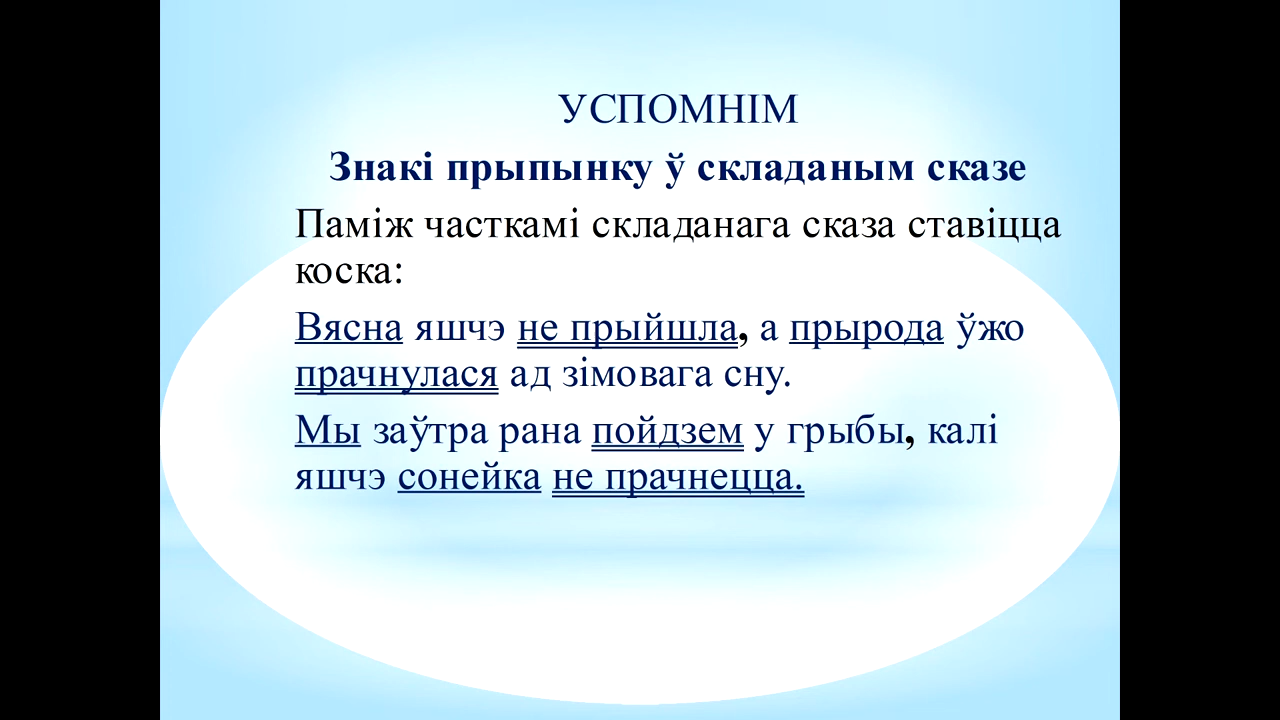 УСПОМНІМ
Знакі прыпынку ў складаным сказе
Паміж часткамі складанага сказа ставіцца
коска:
Вясна яшчэ не прыйшла, а прырода ўжо
прачнулася ад зімовага сну.
Мы заўтра рана пойдзем у грыбы, калі
яшчэ сонейка не прачнецца.